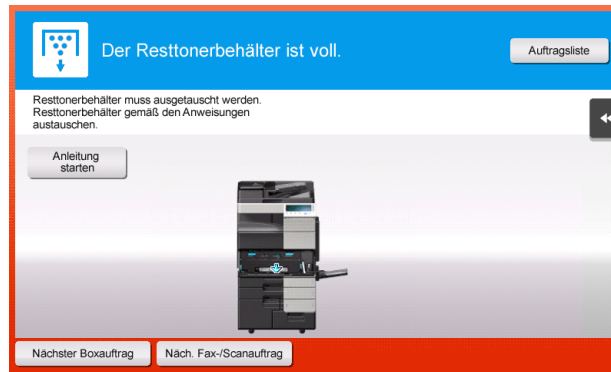 Der Resttonerbehälter ist voll.
Auftragsliste
Resttonerbehälter muss ausgetauscht werden.
Resttonerbehälter gemäß den Anweisungen
austauschen.
Anleitung
starten
Nächster Boxauftrag
Näch. Fax-/Scanauftrag